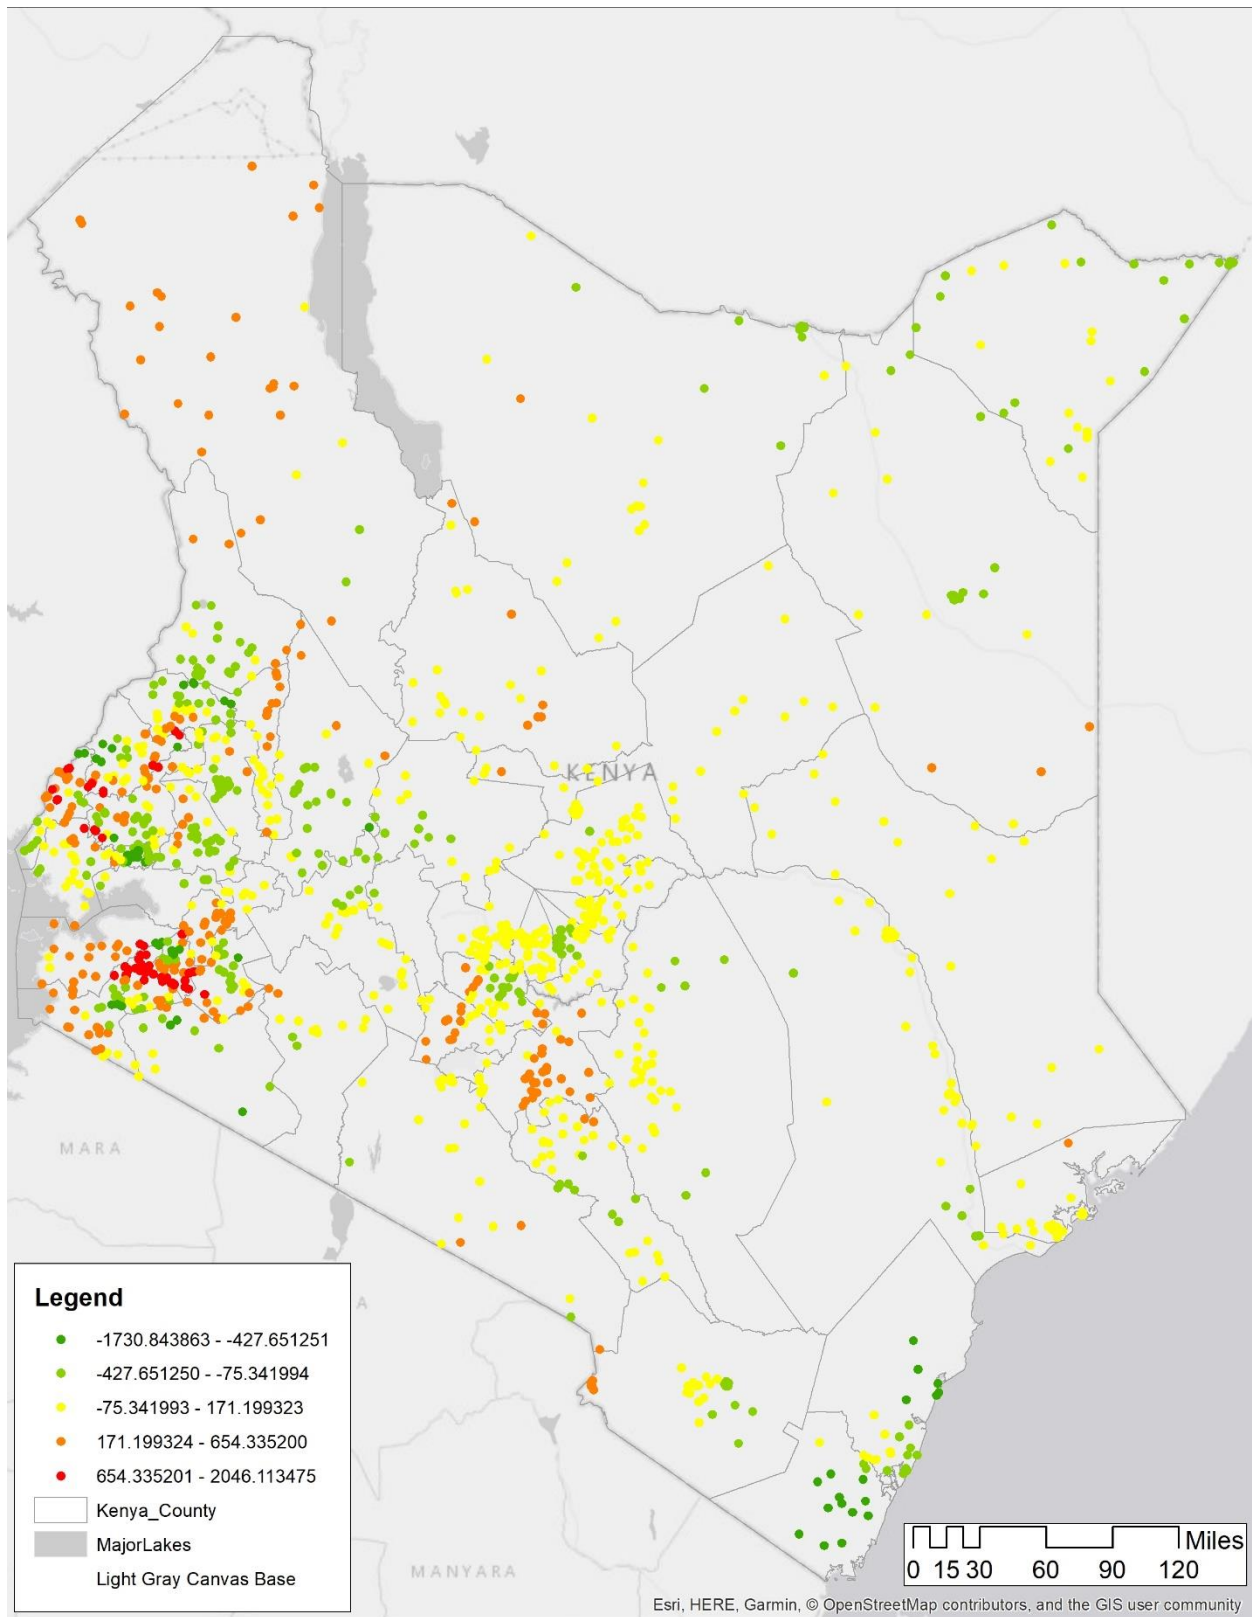 KENYA
MARA
A
MANYARA
Legend
-1730.843863 - -427.651251
-427.651250 - -75.341994
-75.341993 - 171.199323
171.199324 - 654.335200
654.335201 - 2046.113475
Kenya_County
MajorLakes
Light Gray Canvas Base
Miles
0 15 30 60 90 120
Esri, HERE, Garmin, © OpenStreetMap contributors, and the GIS user community